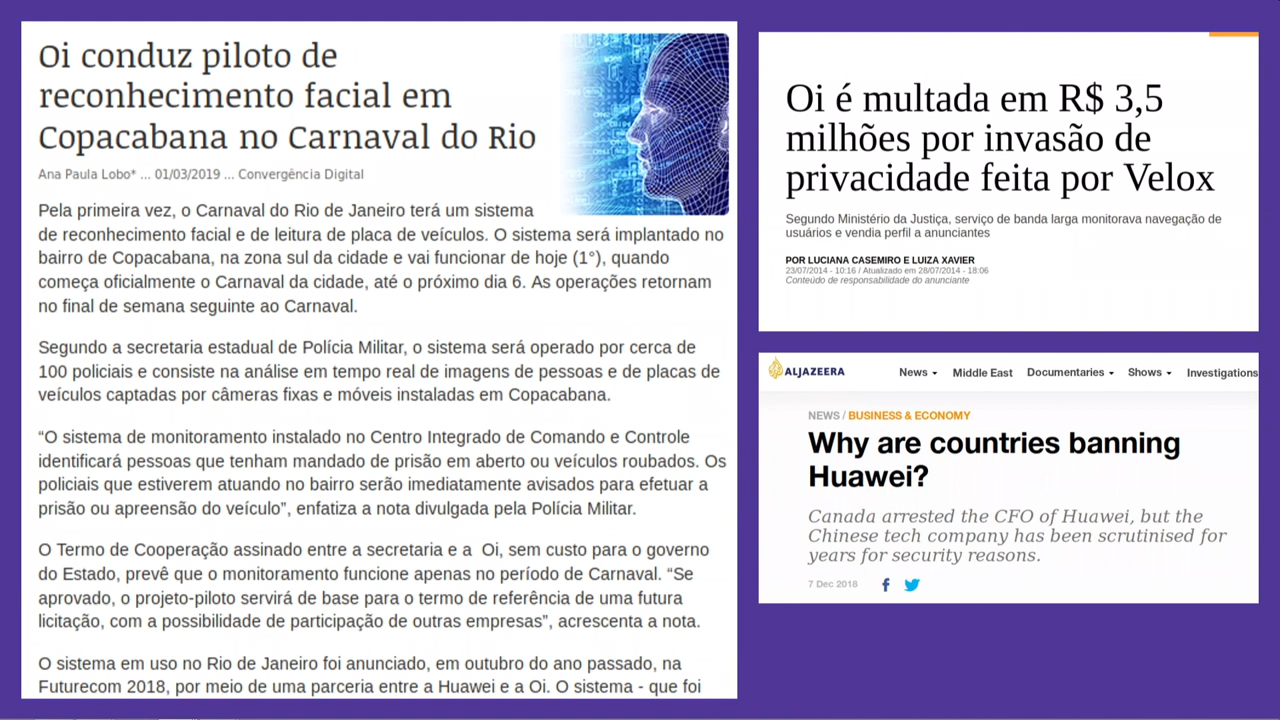 Oi conduz piloto de
reconhecimento facial em
Copacabana no Carnaval do Rio
Ana Paula Lobo* ... 01/03/2019 ... Convergência Digital
Pela primeira vez, o Carnaval do Rio de Janeiro terá um sistema
de reconhecimento facial e de leitura de placa de veículos. O sistema será implantado no
bairro de Copacabana, na zona sul da cidade e vai funcionar de hoje (1°), quando
começa oficialmente o Carnaval da cidade, até o próximo dia 6. As operações retornam
no final de semana seguinte ao Carnaval.
Segundo a secretaria estadual de Polícia Militar, o sistema será operado por cerca de
100 policiais e consiste na análise em tempo real de imagens de pessoas e de placas de
veículos captadas por câmeras fixas e móveis instaladas em Copacabana.
“O sistema de monitoramento instalado no Centro Integrado de Comando e Controle
identificará pessoas que tenham mandado de prisão em aberto ou veículos roubados. Os
policiais que estiverem atuando no bairro serão imediatamente avisados para efetuar a
prisão ou apreensão do veículo”, enfatiza a nota divulgada pela Polícia Militar.
O Termo de Cooperação assinado entre a secretaria e a Oi, sem custo para o governo
do Estado, prevê que o monitoramento funcione apenas no período de Carnaval. “Se
aprovado, o projeto-piloto servirá de base para o termo de referência de uma futura
licitação, com a possibilidade de participação de outras empresas”, acrescenta a nota.
O sistema em uso no Rio de Janeiro foi anunciado, em outubro do ano passado, na
Futurecom 2018, por meio de uma parceria entre a Huawei e a Oi. O sistema - que foi
Oi é multada em R$ 3,5
milhões por invasão de
privacidade feita por Velox
Segundo Ministério da Justiça, serviço de banda larga monitorava navegação de
usuários e vendia perfil a anunciantes
POR LUCIANA CASEMIRO E LUIZA XAVIER
23/07/2014 - 10:16 / Atualizado em 28/07/2014 - 18:06
Conteúdo de responsabilidade do anunciante
ALJAZEERA News Middle East Documentaries Shows Investigations
NEWS / BUSINESS & ECONOMY
Why are countries banning
Huawei?
Canada arrested the CFO of Huawei, but the
Chinese tech company has been scrutinised for
years for security reasons.
7 Dec 2018